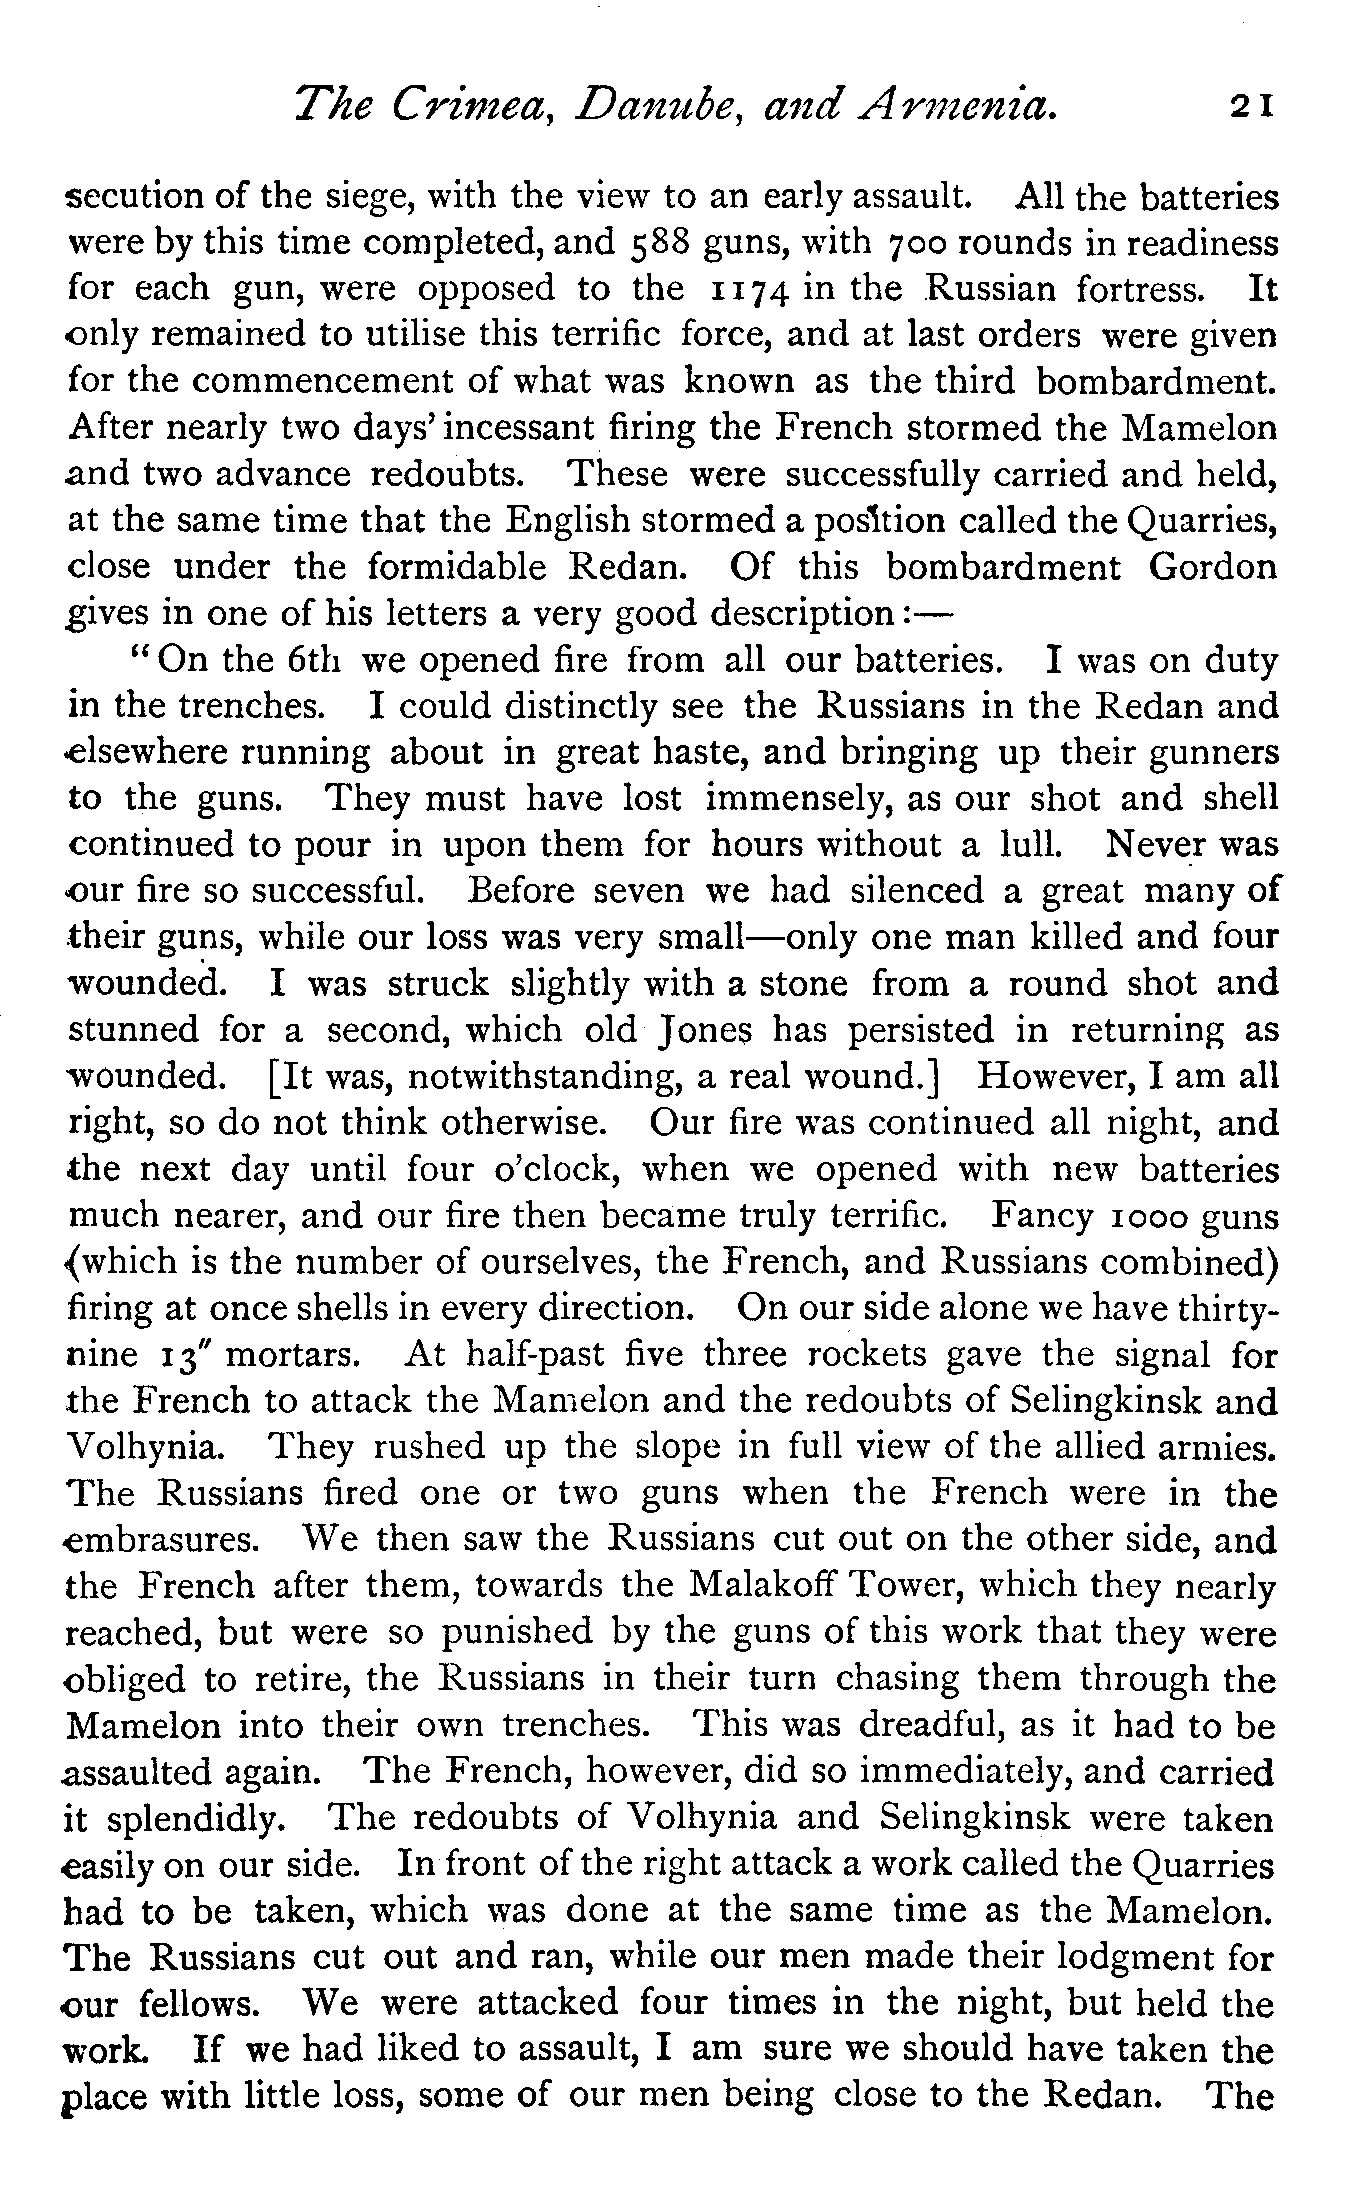 The Crimea, Danube, and Armenia. 21
secution of the siege, with the view to an early assault. All the batteries
were by this time completed, and 588 guns, with 700 rounds in readiness
for each gun, were opposed to the 1174 in the Russian fortress. It
only remained to utilise this terrific force, and at last orders were given
for the commencement of what was known as the third bombardment.
After nearly two days' incessant firing the French stormed the Mamelon
and two advance redoubts. These were successfully carried and held,
at the same time that the English stormed a position called the Quarries,
close under the formidable Redan. Of this bombardment Gordon
gives in one of his letters a very good description:—
"On the 6th we opened fire from all our batteries. I was on duty
in the trenches. I could distinctly see the Russians in the Redan and
elsewhere running about in great haste, and bringing up their gunners
to the guns. They must have lost immensely, as our shot and shell
continued to pour in upon them for hours without a lull. Never was
our fire so successful. Before seven we had silenced a great many of
their guns, while our loss was very small—only one man killed and four
wounded. I was struck slightly with a stone from a round shot and
stunned for a second, which old Jones has persisted in returning as
wounded. [It was, notwithstanding, a real wound.] However, I am all
right, so do not think otherwise. Our fire was continued all night, and
the next day until four o'clock, when we opened with new batteries
much nearer, and our fire then became truly terrific. Fancy 1000 guns
(which is the number of ourselves, the French, and Russians combined)
firing at once shells in every direction. On our side alone we have thirty-
nine 13" mortars. At half-past five three rockets gave the signal for
the French to attack the Mamelon and the redoubts of Selingkinsk and
Volhynia. They rushed up the slope in full view of the allied armies.
The Russians fired one or two guns when the French were in the
embrasures. We then saw the Russians cut out on the other side, and
the French after them, towards the Malakoff Tower, which they nearly
reached, but were so punished by the guns of this work that they were
obliged to retire, the Russians in their turn chasing them through the
Mamelon into their own trenches. This was dreadful, as it had to be
assaulted again. The French, however, did so immediately, and carried
it splendidly. The redoubts of Volhynia and Selingkinsk were taken
easily on our side. In front of the right attack a work called the Quarries
had to be taken, which was done at the same time as the Mamelon.
The Russians cut out and ran, while our men made their lodgment for
our fellows. We were attacked four times in the night, but held the
work. If we had liked to assault, I am sure we should have taken the
place with little loss, some of our men being close to the Redan. The